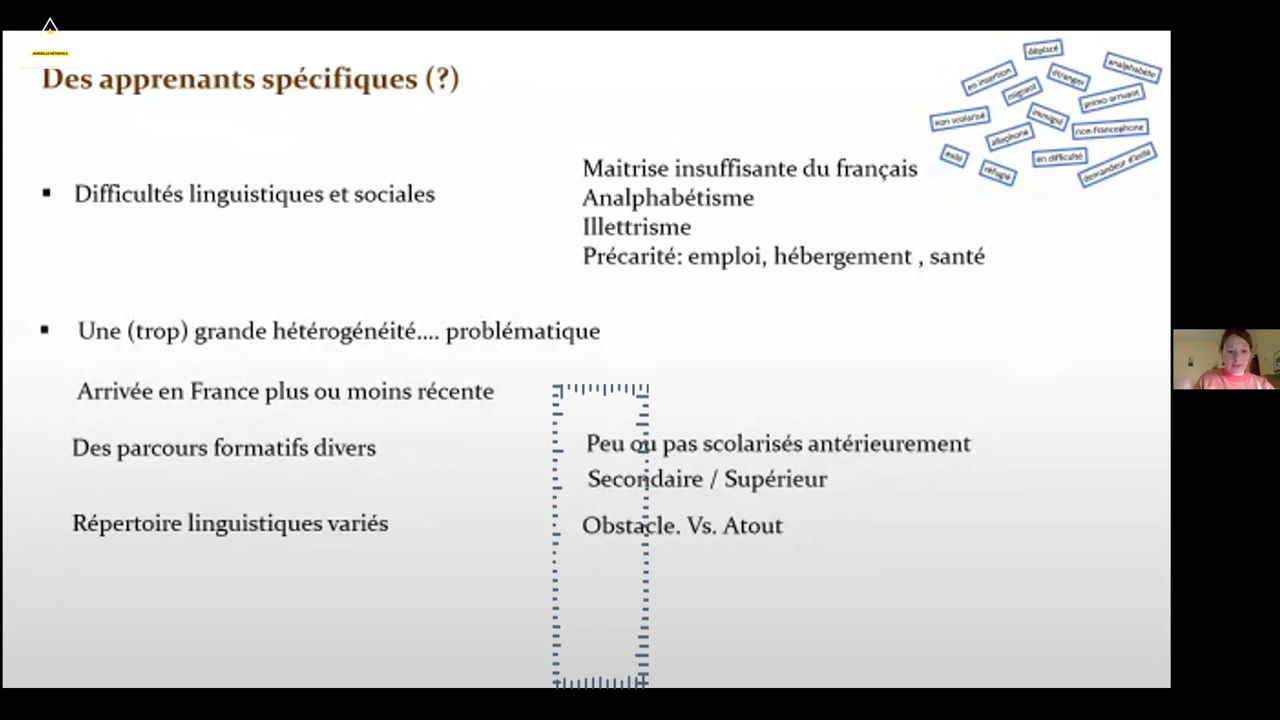 MARSEILLE MÉTROPOLE
Des apprenants spécifiques (?)
déplacé
analphabète
en insertion
étranger
migrant
primo-arrivant
non scolarisé
immigré
non-francophone
allophone
exilé
en difficulté
demandeur d'asile
réfugié
▪ Difficultés linguistiques et sociales
Maitrise insuffisante du français
Analphabétisme
Illettrisme
Précarité: emploi, hébergement , santé
▪ Une (trop) grande hétérogénéité.... problématique
Arrivée en France plus ou moins récente
Des parcours formatifs divers
Peu ou pas scolarisés antérieurement
Secondaire / Supérieur
Répertoire linguistiques variés
Obstacle. Vs. Atout